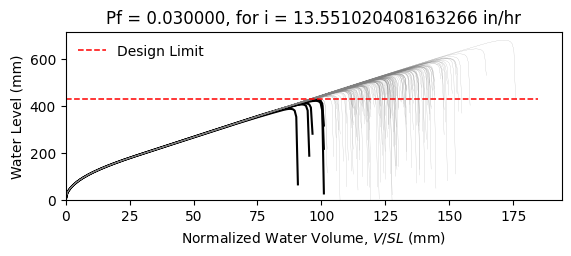 Pf = 0.030000, for i = 13.551020408163266 in/hr
Water Level (mm)
600
400
200
0
Design Limit
0 25 50 75 100 125 150 175
Normalized Water Volume, V/SL (mm)